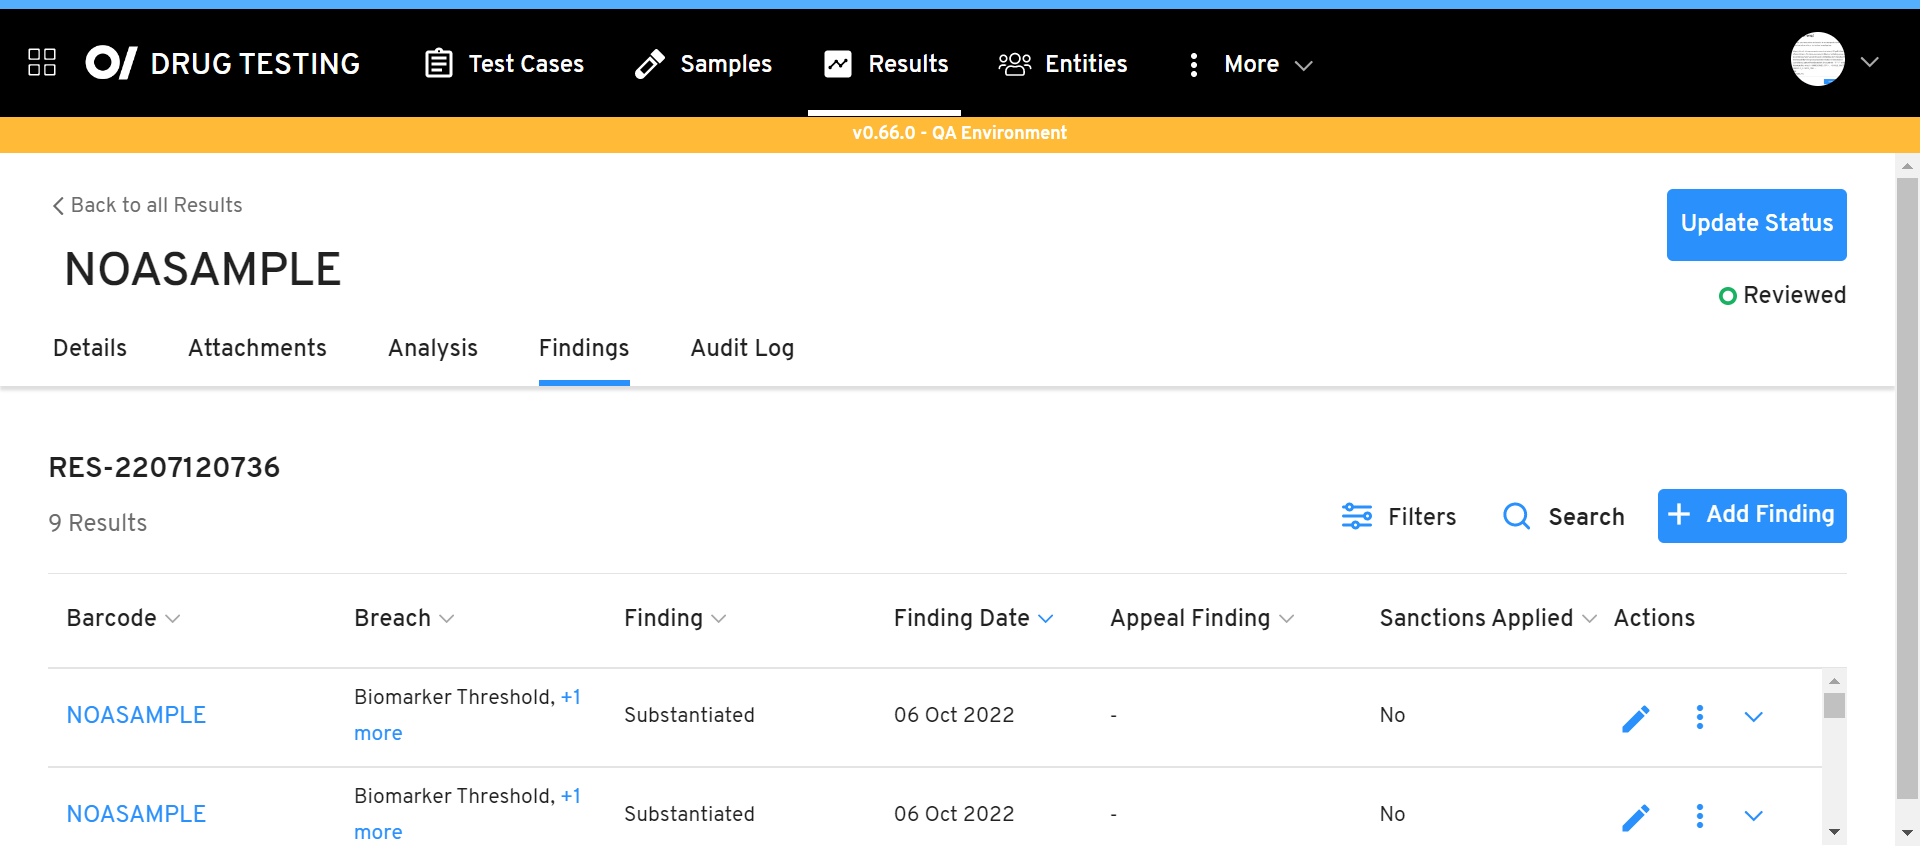 DRUG TESTING Test Cases Samples Results Entities More
v0.66.0 - QA Environment
Back to all Results
Update Status
NOASAMPLE
Reviewed
Details Attachments Analysis Findings Audit Log
RES-2207120736
9 Results
Filters Search + Add Finding
Barcode Breach Finding Finding Date Appeal Finding Sanctions Applied Actions
NOASAMPLE Biomarker Threshold, +1 more Substantiated 06 Oct 2022 - No
NOASAMPLE Biomarker Threshold, +1 more Substantiated 06 Oct 2022 - No